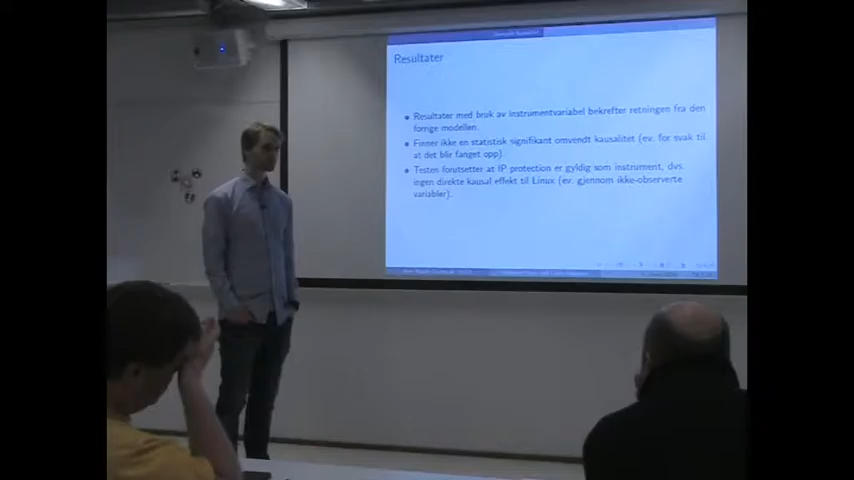 Resultater
Resultater med bruk av instrumentvariabel bekrefter retningen fra den
forrige modellen.
Finner ikke en statistisk signifikant omvendt kausalitet (ev. for svak til
at det blir fanget opp).
Testen forutsetter at IP protection er gyldig som instrument, dvs.
ingen direkte kausal effekt til Linux (ev. gjennom ikke-observerte
variabler).